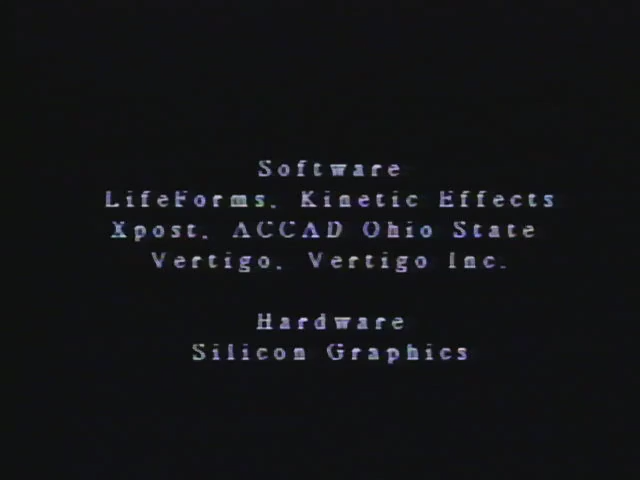 Software
LifeForms, Kinetic Effects
Xpost, ACCAD Ohio State
Vertigo, Vertigo Inc.
Hardware
Silicon Graphics